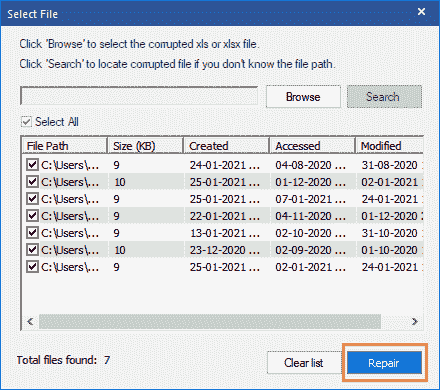 Select File
Click 'Browse' to select the corrupted xls or xlsx file.
Click 'Search' to locate corrupted file if you don't know the file path.
Browse Search
Select All
File Path Size (KB) Created Accessed Modified
C:\Users\... 9 24-01-2021 ... 04-08-2020 ... 31-08-2020
C:\Users\... 10 25-01-2021 ... 01-12-2020 ... 02-01-2021
C:\Users\... 9 25-01-2021 ... 07-01-2021 ... 24-01-2021
C:\Users\... 9 22-01-2021 ... 04-11-2020 ... 01-12-2020
C:\Users\... 9 13-01-2021 ... 02-10-2020 ... 31-10-2020
C:\Users\... 10 23-12-2020 ... 02-09-2020 ... 01-10-2020
C:\Users\... 9 25-01-2021 ... 02-01-2021 ... 24-01-2021
Total files found: 7
Clear list Repair